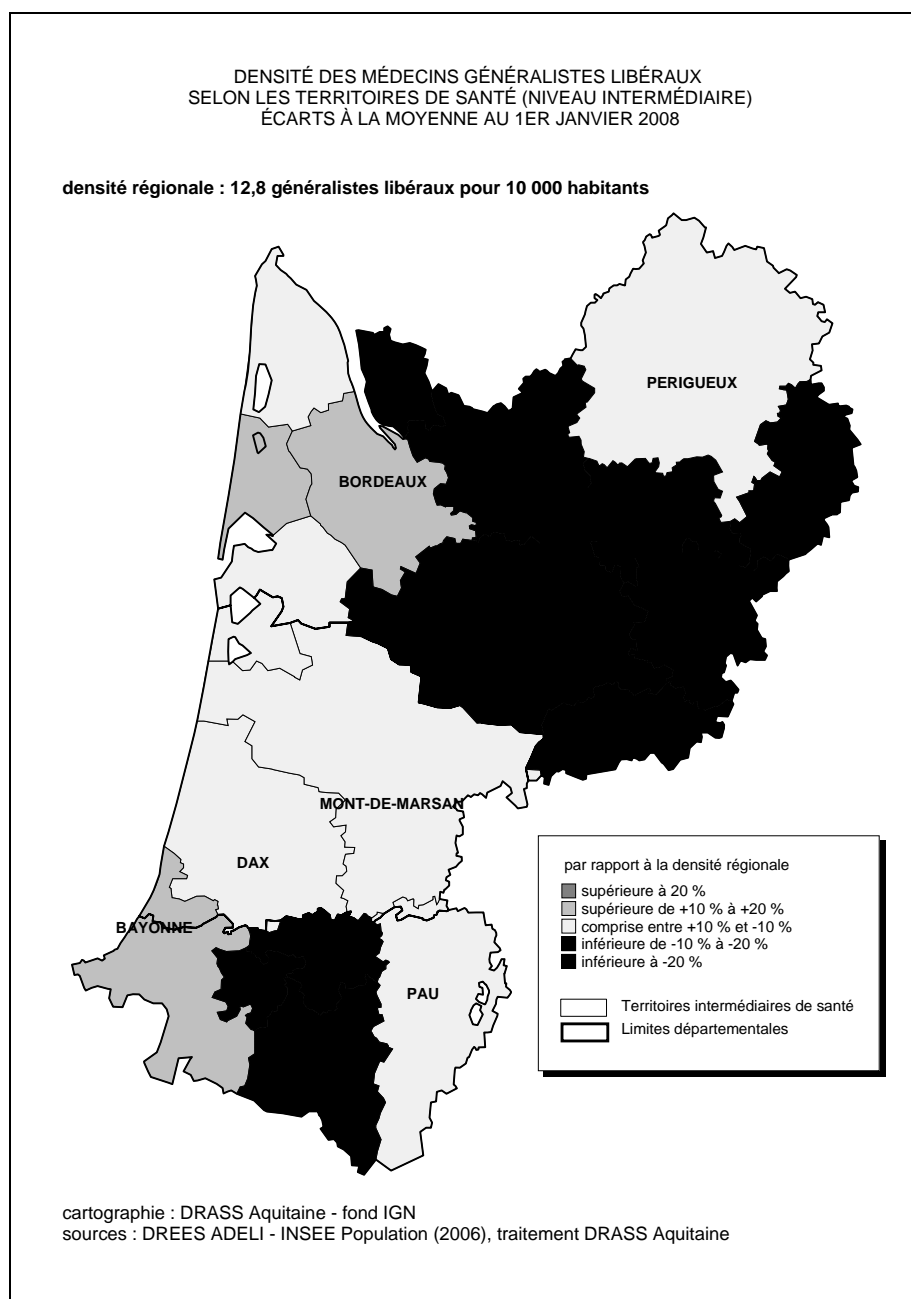 DENSITÉ DES MÉDECINS GÉNÉRALISTES LIBÉRAUX
SELON LES TERRITOIRES DE SANTÉ (NIVEAU INTERMÉDIAIRE)
ÉCARTS À LA MOYENNE AU 1ER JANVIER 2008
densité régionale : 12,8 généralistes libéraux pour 10 000 habitants
PERIGUEUX
BORDEAUX
MONT-DE-MARSAN
DAX
BAYONNE
PAU
par rapport à la densité régionale
supérieure à 20 %
supérieure de +10 % à +20 %
comprise entre +10 % et -10 %
inférieure de -10 % à -20 %
inférieure à -20 %
Territoires intermédiaires de santé
Limites départementales
cartographie : DRASS Aquitaine - fond IGN
sources : DREES ADELI - INSEE Population (2006), traitement DRASS Aquitaine